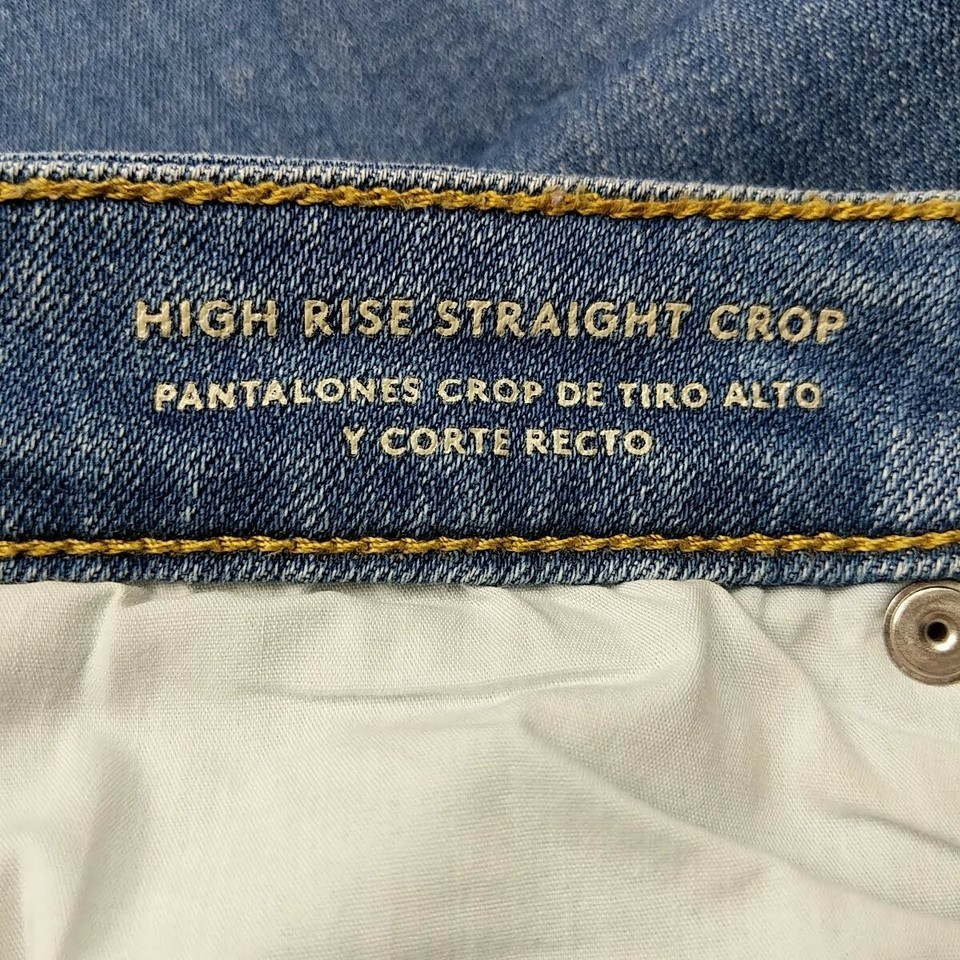 HIGH RISE STRAIGHT CROP
PANTALONES CROP DE TIRO ALTO
Y CORTE RECTO